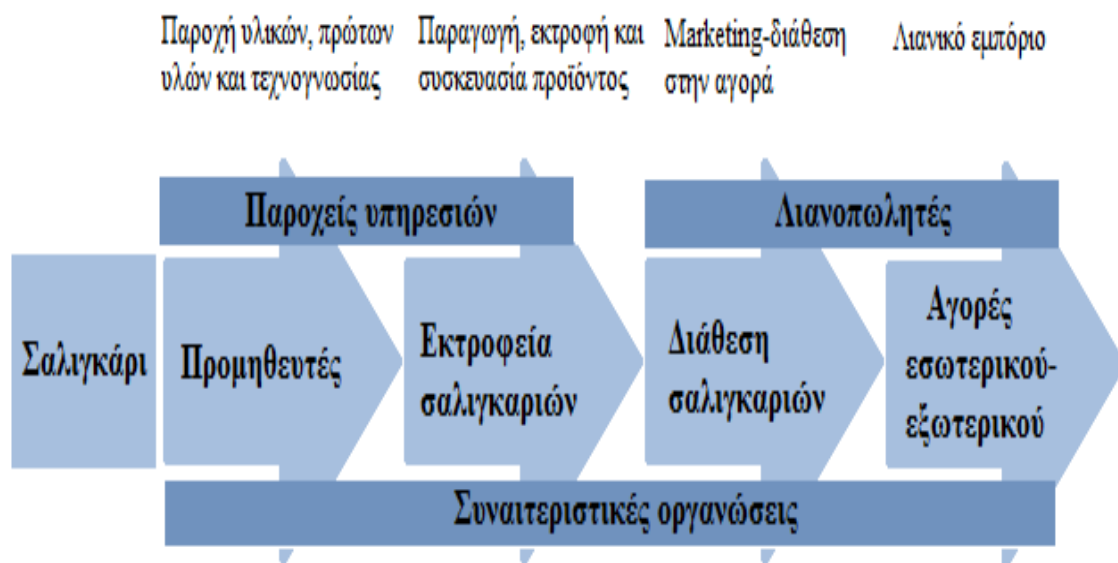 Παροχή υλικών, πρώτων
υλών και τεχνογνωσίας
Παραγωγή, εκτροφή και
συσκευασία προϊόντος
Marketing-διάθεση
στην αγορά
Λιανικό εμπόριο
Παροχείς υπηρεσιών
Λιανοπωλητές
Σαλιγκάρι
Προμηθευτές
Εκτροφεία
σαλιγκαριών
Διάθεση
σαλιγκαριών
Αγορές
εσωτερικού-
εξωτερικού
Συναιτεριστικές οργανώσεις